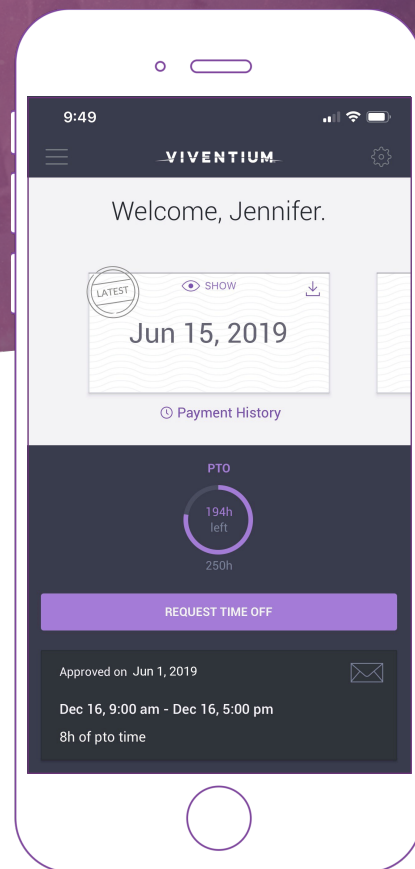 9:49
VIVENTIUM
Welcome, Jennifer.
LATEST
SHOW
Jun 15, 2019
Payment History
PTO
194h
left
250h
REQUEST TIME OFF
Approved on Jun 1, 2019
Dec 16, 9:00 am - Dec 16, 5:00 pm
8h of pto time